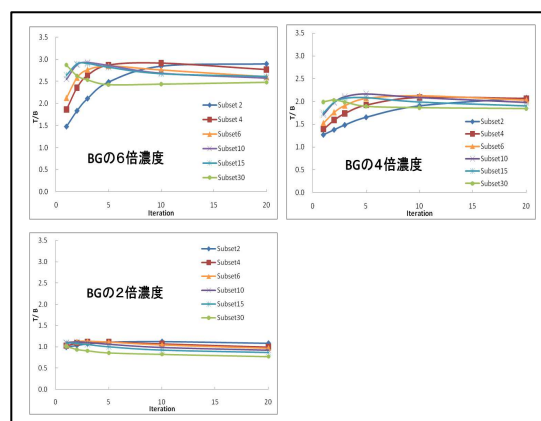 3.5
3.0
2.5
2.0
1.5
1.0
0.5
0.0
T/ B
0 5 10 15 20
Iteration
BGの6倍濃度
Subset 2
Subset 4
Subset6
Subset10
Subset15
Subset30
3.5
3.0
2.5
2.0
1.5
1.0
0.5
0.0
T/ B
0 5 10 15 20
Iteration
BGの4倍濃度
Subset2
Subset4
Subset6
Subset10
Subset15
Subset30
3.5
3.0
2.5
2.0
1.5
1.0
0.5
0.0
T/ B
0 5 10 15 20
Iteration
BGの2倍濃度
Subset2
Subset4
Subset6
Subset10
Subset15
Subset30